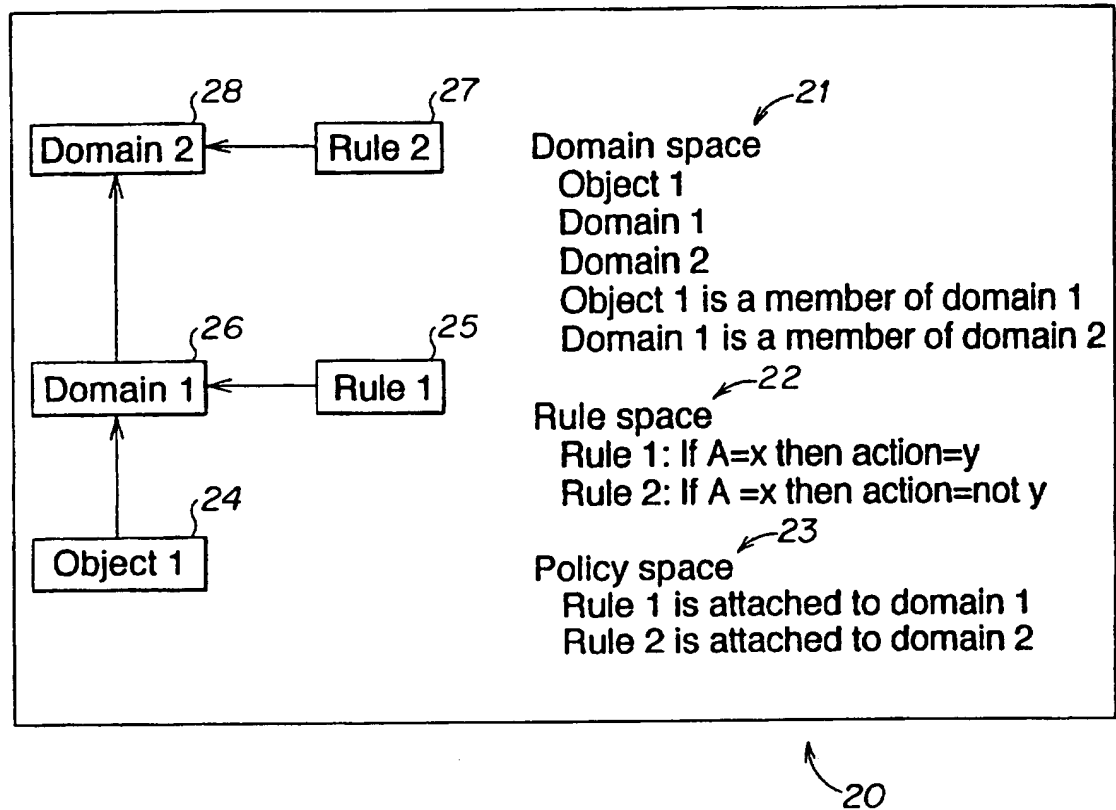 28
27
21
Domain 2
Rule 2
Domain space
Object 1
Domain 1
Domain 2
Object 1 is a member of domain 1
Domain 1 is a member of domain 2
26
25
Domain 1
Rule 1
22
Rule space
Rule 1: If A=x then action=y
Rule 2: If A =x then action=not y
24
Object 1
23
Policy space
Rule 1 is attached to domain 1
Rule 2 is attached to domain 2
20